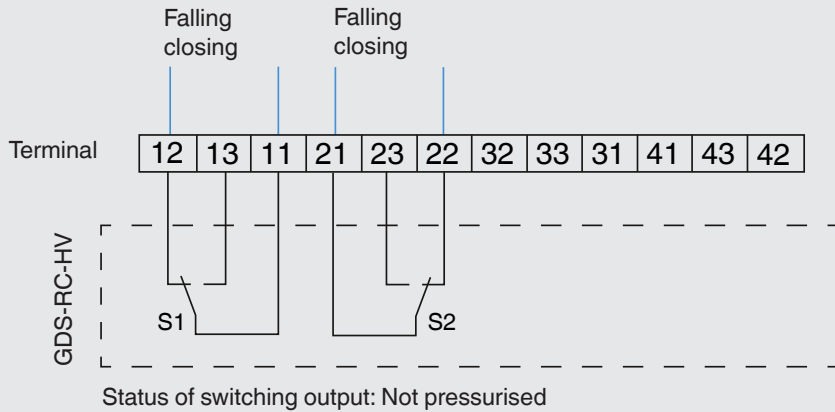 Falling closing
Falling closing
Terminal
12 13 11 21 23 22 32 33 31 41 43 42
GDS-RC-HV
S1 S2
Status of switching output: Not pressurised